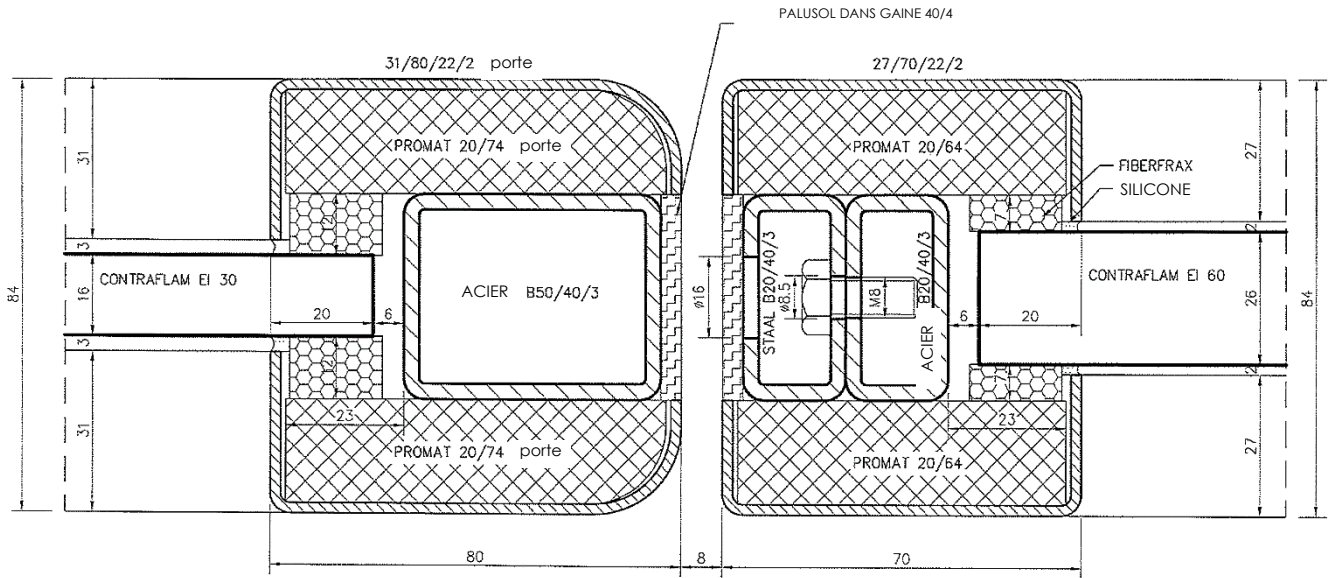 PALUSOL DANS GAINE 40/4
31/80/22/2 porte
27/70/22/2
PROMAT 20/74 porte
PROMAT 20/64
FIBERFRAX
SILICONE
31
27
12
7
3
2
CONTRAFLAM EI 30
CONTRAFLAM EI 60
84
16
20
6
ACIER B50/40/3
ø16
STAAL B20/40/3
ø8.5
M8
ACIER B20/40/3
6
20
26
84
3
2
12
7
31
23
23
27
PROMAT 20/74 porte
PROMAT 20/64
80
8
70